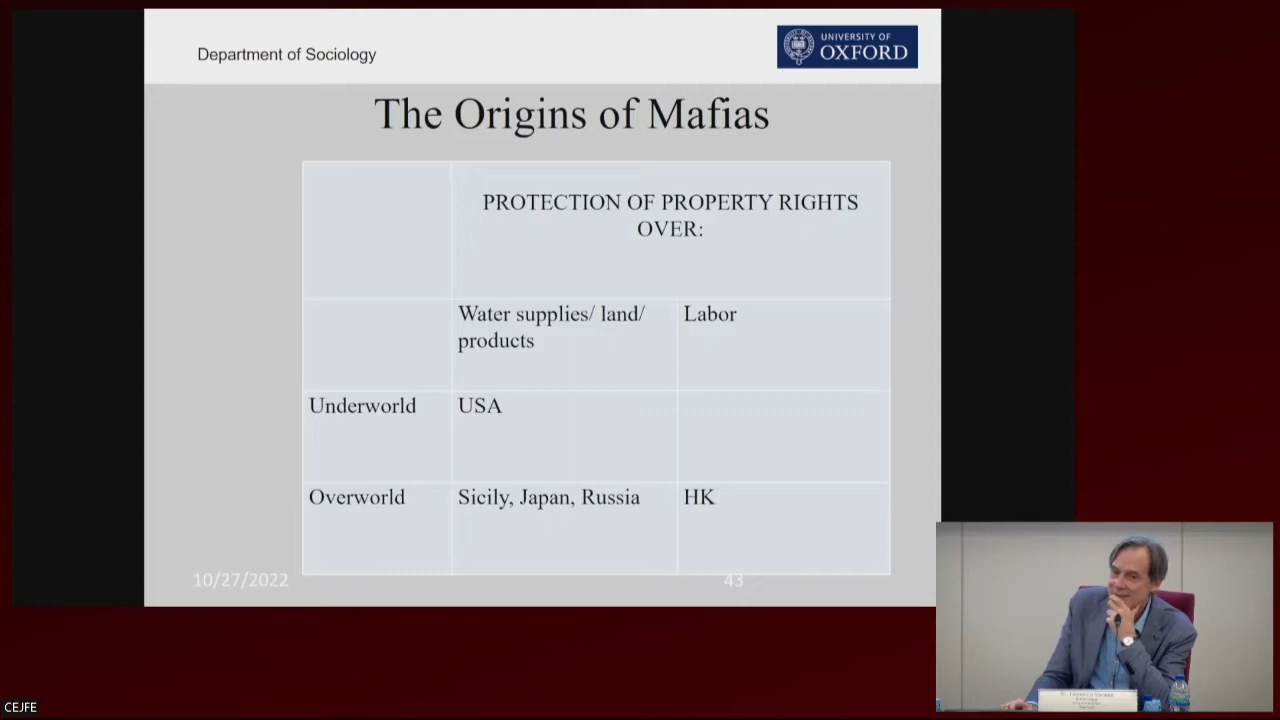 Department of Sociology
UNIVERSITY OF
OXFORD
The Origins of Mafias
PROTECTION OF PROPERTY RIGHTS
OVER:
Water supplies/ land/
products
Labor
Underworld
USA
Overworld
Sicily, Japan, Russia
HK
10/27/2022
43
CEJFE